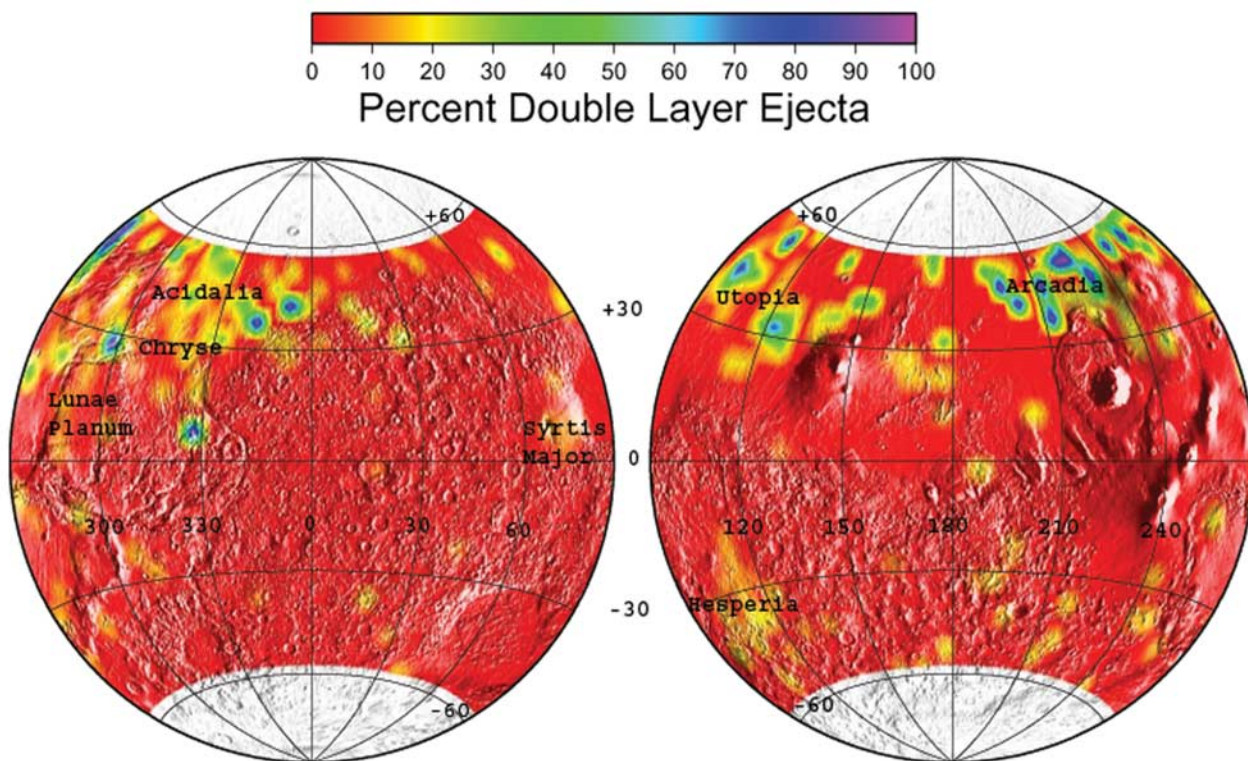 0 10 20 30 40 50 60 70 80 90 100
Percent Double Layer Ejecta
+60
+60
Acidalia
Utopia
Arcadia
+30
Chryse
Lunae
Planum
Syrtis
Major
0
300 330 0 30 60
120 150 180 210 240
-30
Hesperia
-60
-60